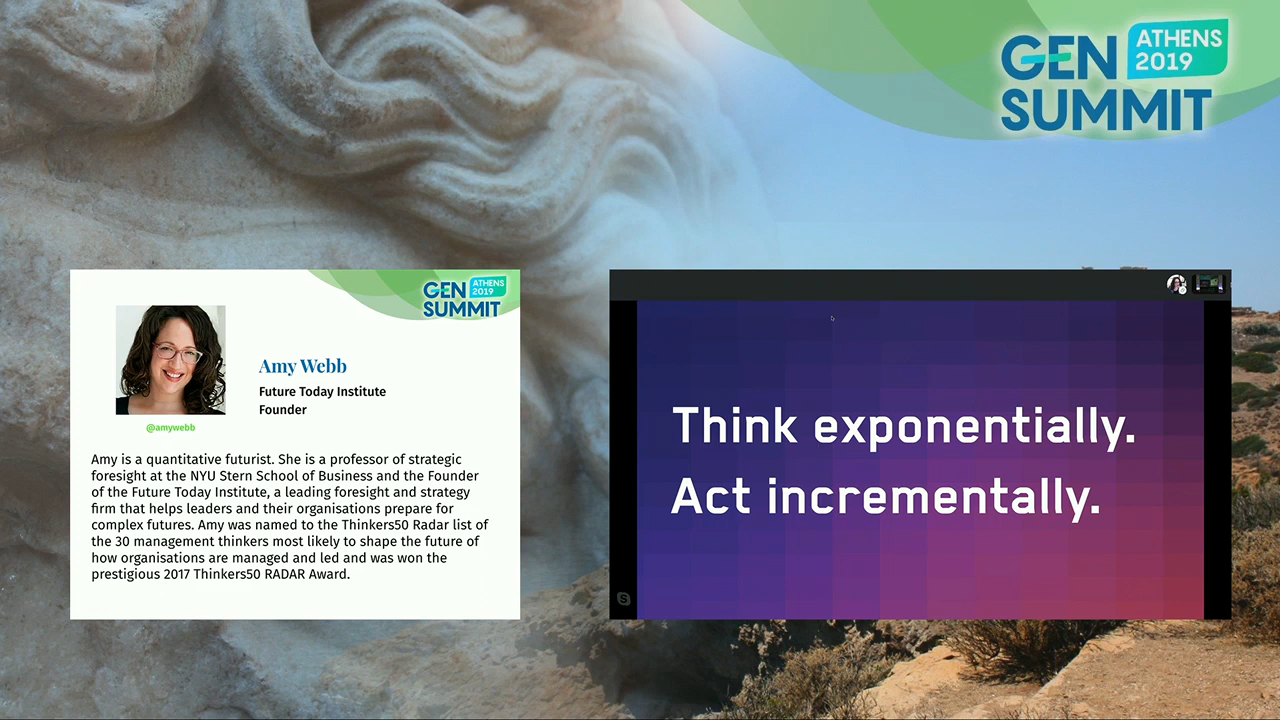 GEN ATHENS
SUMMIT 2019
GEN ATHENS
SUMMIT 2019
Amy Webb
Future Today Institute
Founder
@amywebb
Amy is a quantitative futurist. She is a professor of strategic
foresight at the NYU Stern School of Business and the Founder
of the Future Today Institute, a leading foresight and strategy
firm that helps leaders and their organisations prepare for
complex futures. Amy was named to the Thinkers50 Radar list of
the 30 management thinkers most likely to shape the future of
how organisations are managed and led and was won the
prestigious 2017 Thinkers50 RADAR Award.
Think exponentially.
Act incrementally.